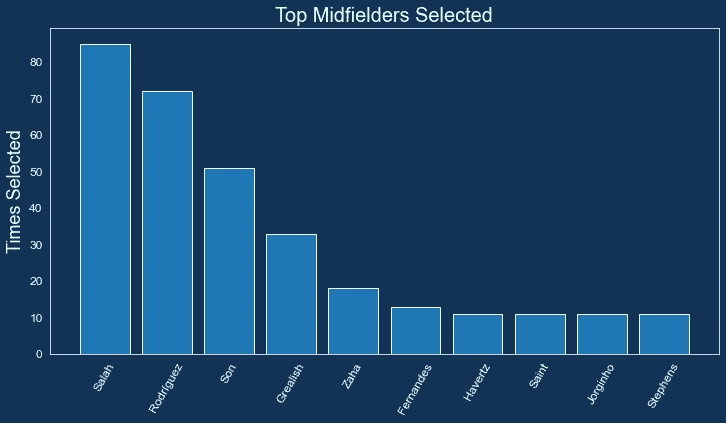 Top Midfielders Selected
Times Selected
80
70
60
50
40
30
20
10
0
Salah
Rodríguez
Son
Grealish
Zaha
Fernandes
Havertz
Saint
Jorginho
Stephens